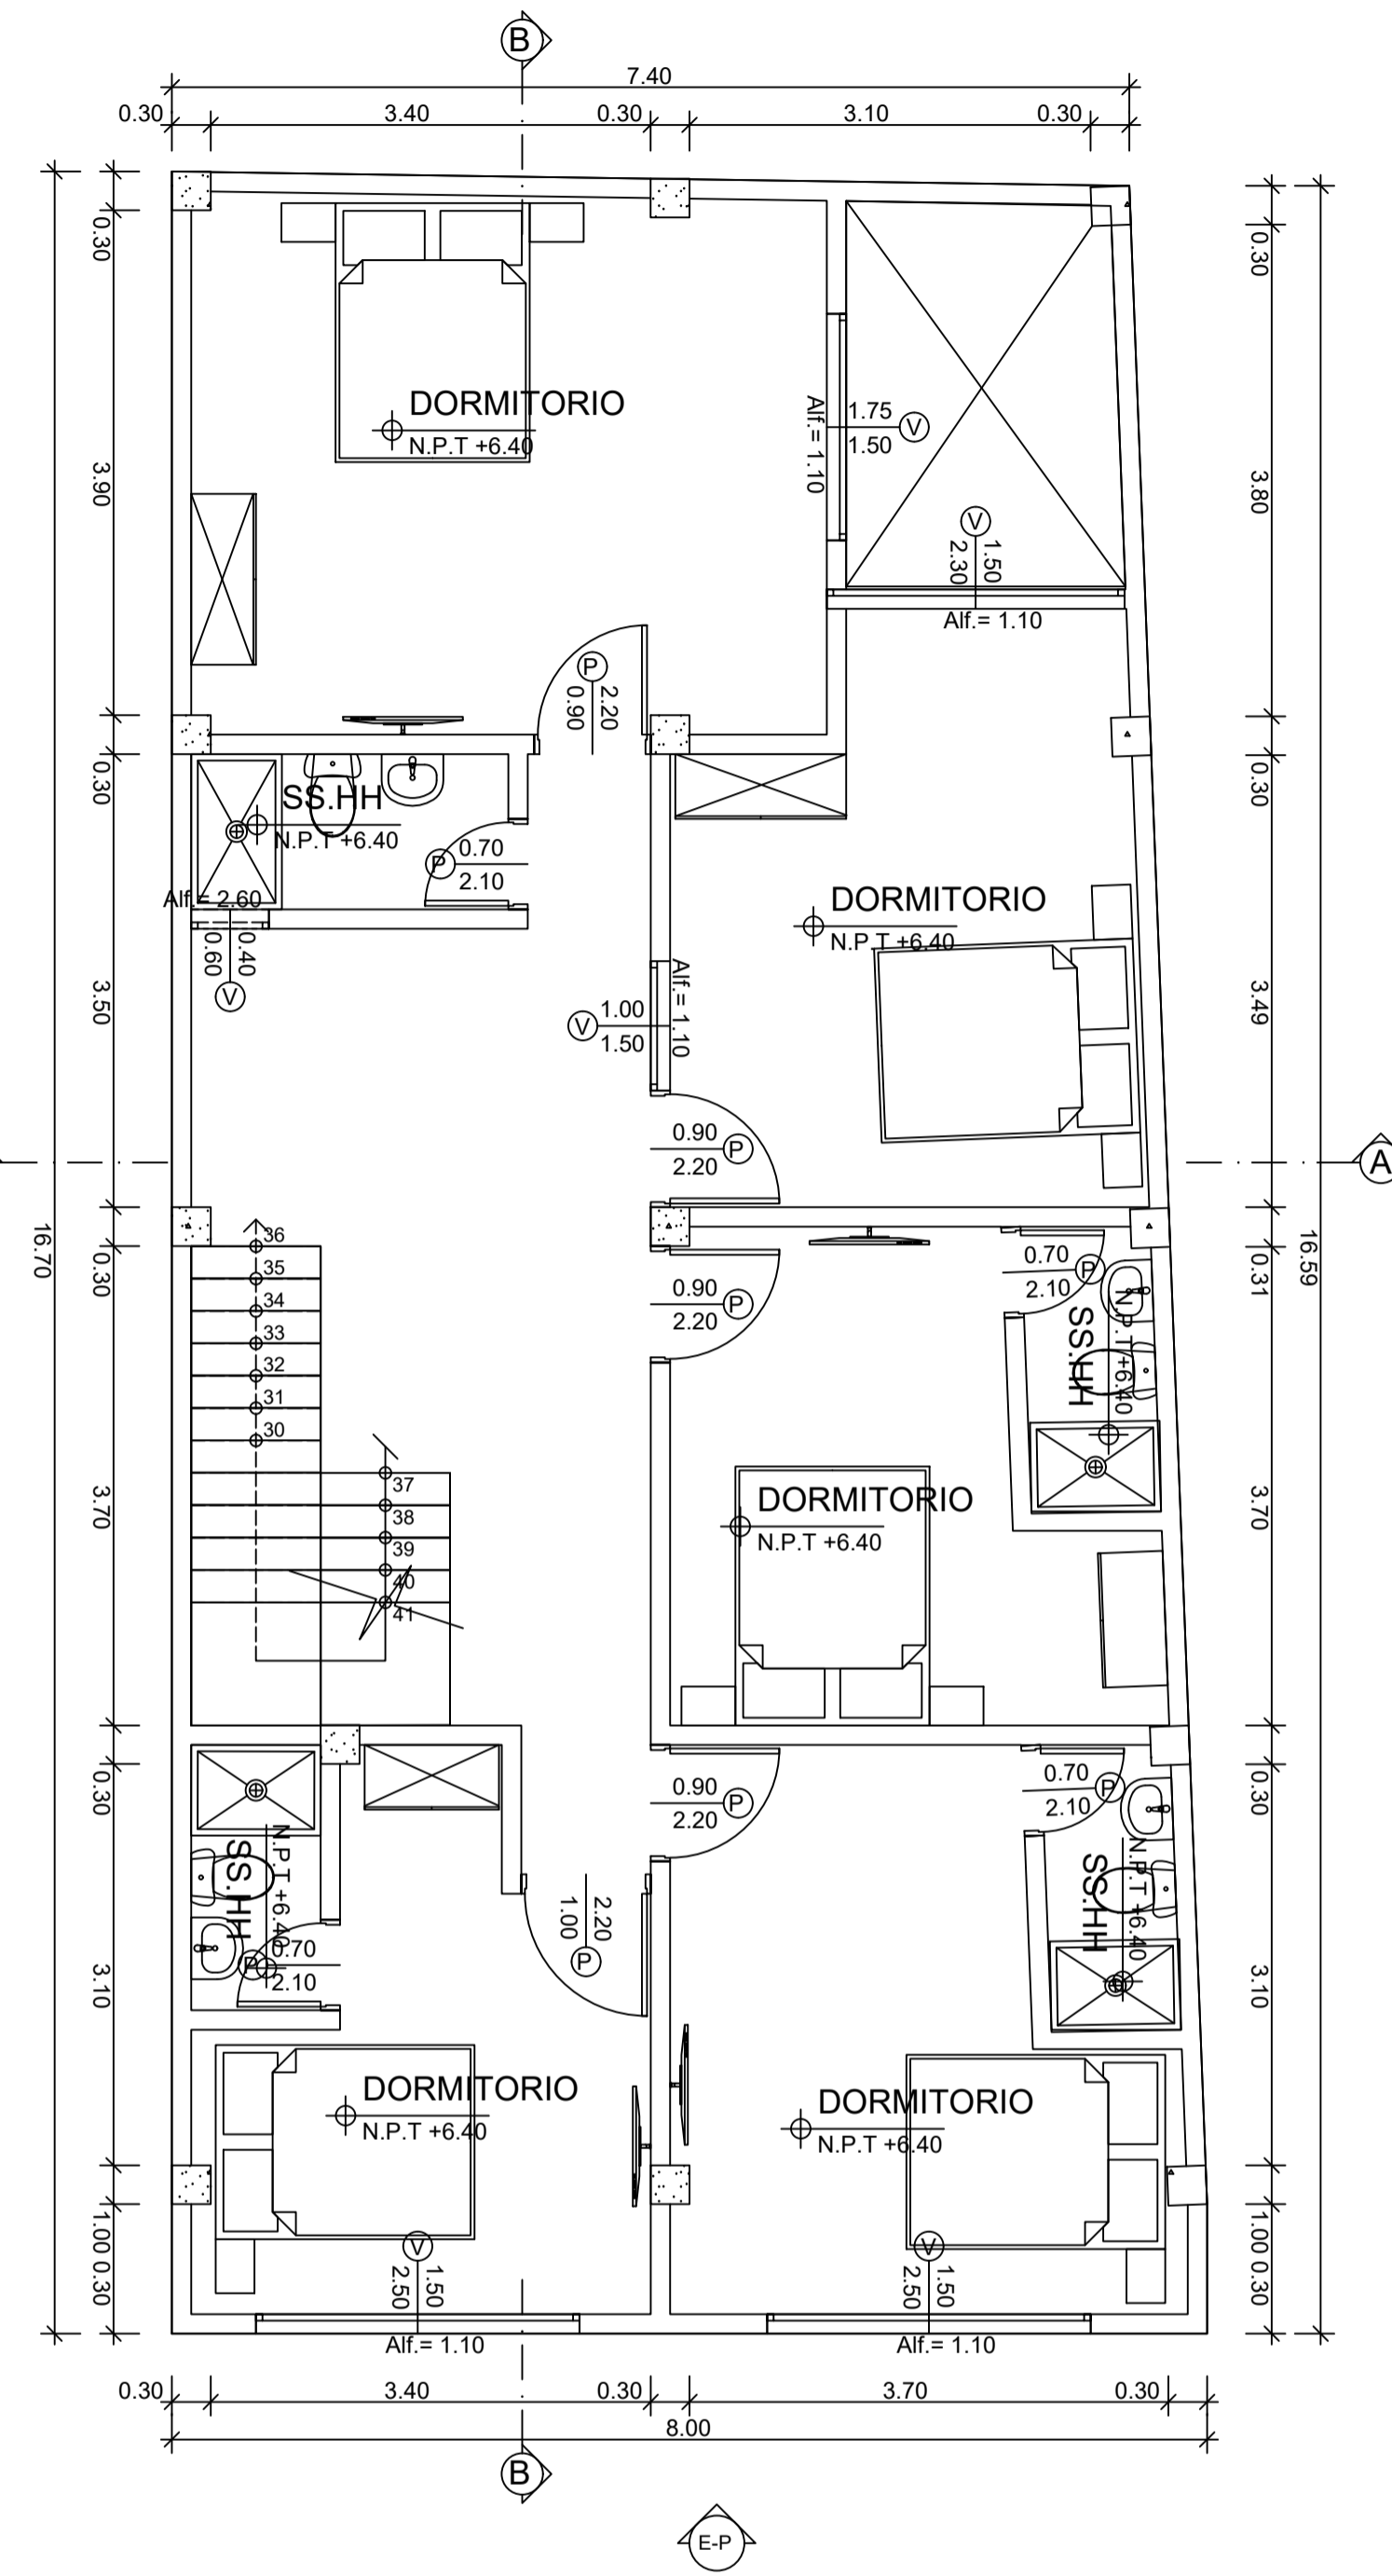 B
7.40
0.30
3.40
0.30
3.10
0.30
0.30
0.30
DORMITORIO
N.P.T +6.40
1.75
1.50
V
Alf.= 1.10
3.90
3.80
V
1.50
2.30
Alf.= 1.10
P
2.20
0.90
0.30
0.30
SS.HH
N.P.T +6.40
P
0.70
2.10
Alf.= 2.60
0.40
0.60
V
DORMITORIO
N.P.T +6.40
3.50
3.49
Alf.= 1.10
V
1.00
1.50
0.90
2.20
P
A
16.70
16.59
0.30
0.31
36
35
34
33
32
31
30
0.90
2.20
P
0.70
2.10
P
SS.HH
N.P.T +6.40
37
38
39
40
41
3.70
3.70
DORMITORIO
N.P.T +6.40
0.30
0.30
0.90
2.20
P
0.70
2.10
P
SS.HH
N.P.T +6.40
SS.HH
N.P.T +6.40
P
0.70
2.10
2.20
1.00
P
3.10
3.10
DORMITORIO
N.P.T +6.40
DORMITORIO
N.P.T +6.40
0.30
0.30
1.00
1.00
V
1.50
2.50
V
1.50
2.50
Alf.= 1.10
Alf.= 1.10
0.30
3.40
0.30
3.70
0.30
8.00
B
E-P